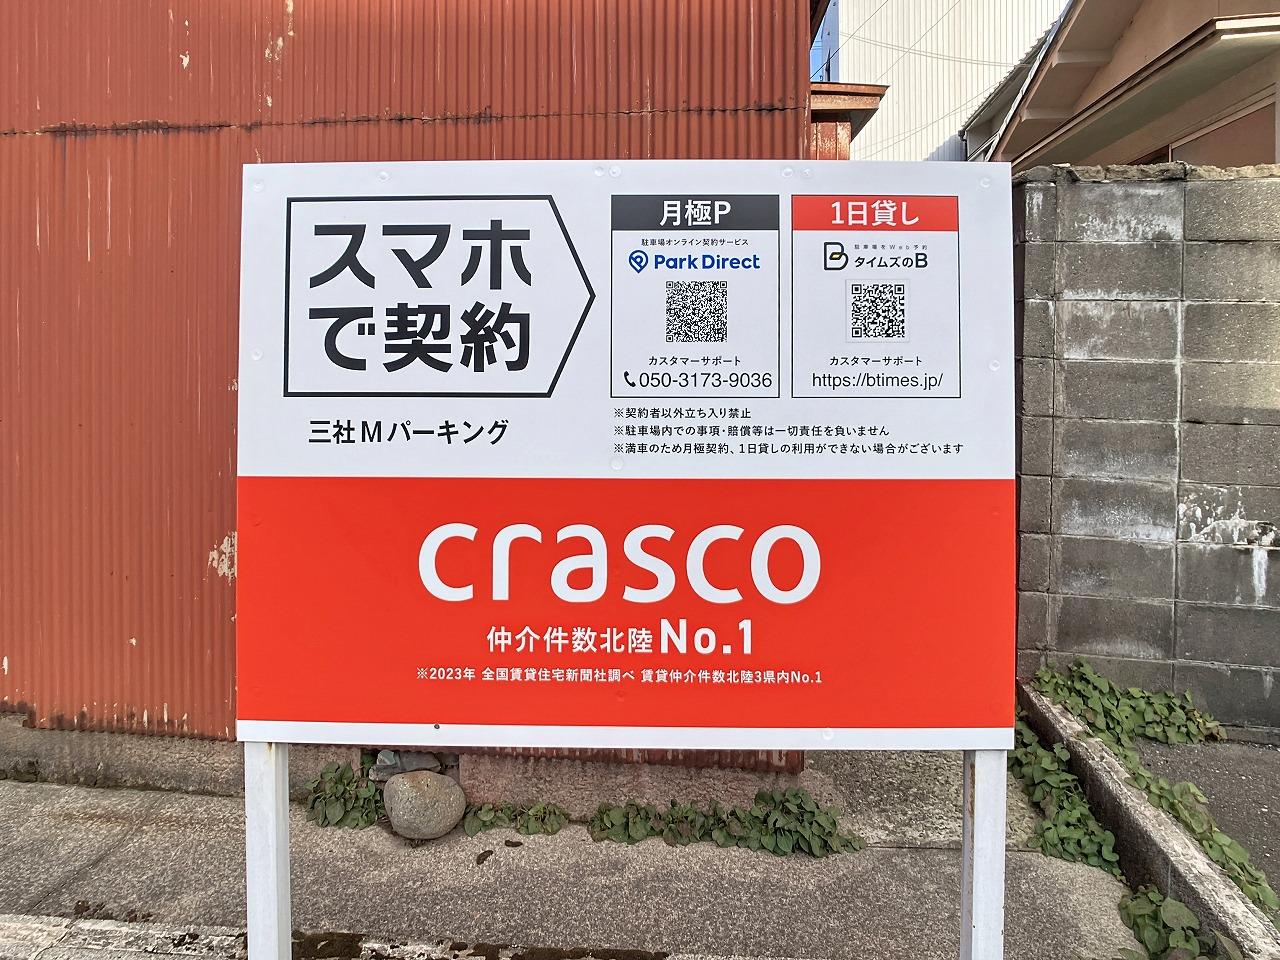 スマホ
で契約
三社Mパーキング
月極P
駐車場オンライン契約サービス
Park Direct
カスタマーサポート
050-3173-9036
1日貸し
駐車場をWeb予約
タイムズのB
カスタマーサポート
https://btimes.jp/
※契約者以外立ち入り禁止
※駐車場内での事項・賠償等は一切責任を負いません
※満車のため月極契約、1日貸しの利用ができない場合がございます
crasco
仲介件数北陸No.1
※2023年 全国賃貸住宅新聞社調べ 賃貸仲介件数北陸3県内No.1